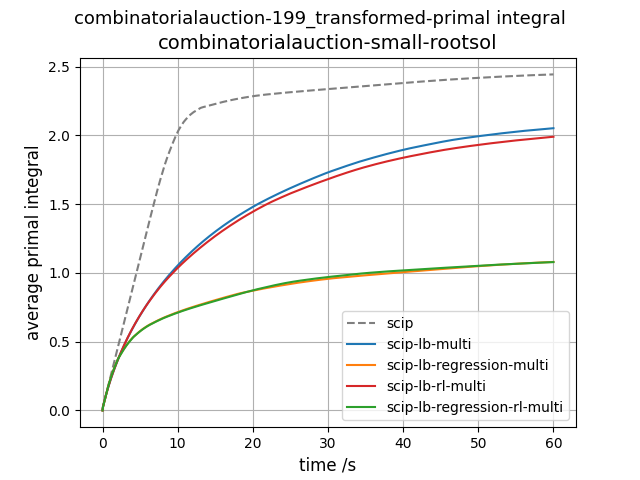 combinatorialauction-199_transformed-primal integral
combinatorialauction-small-rootsol
average primal integral
2.5
2.0
1.5
1.0
0.5
0.0
scip
scip-lb-multi
scip-lb-regression-multi
scip-lb-rl-multi
scip-lb-regression-rl-multi
0 10 20 30 40 50 60
time /s